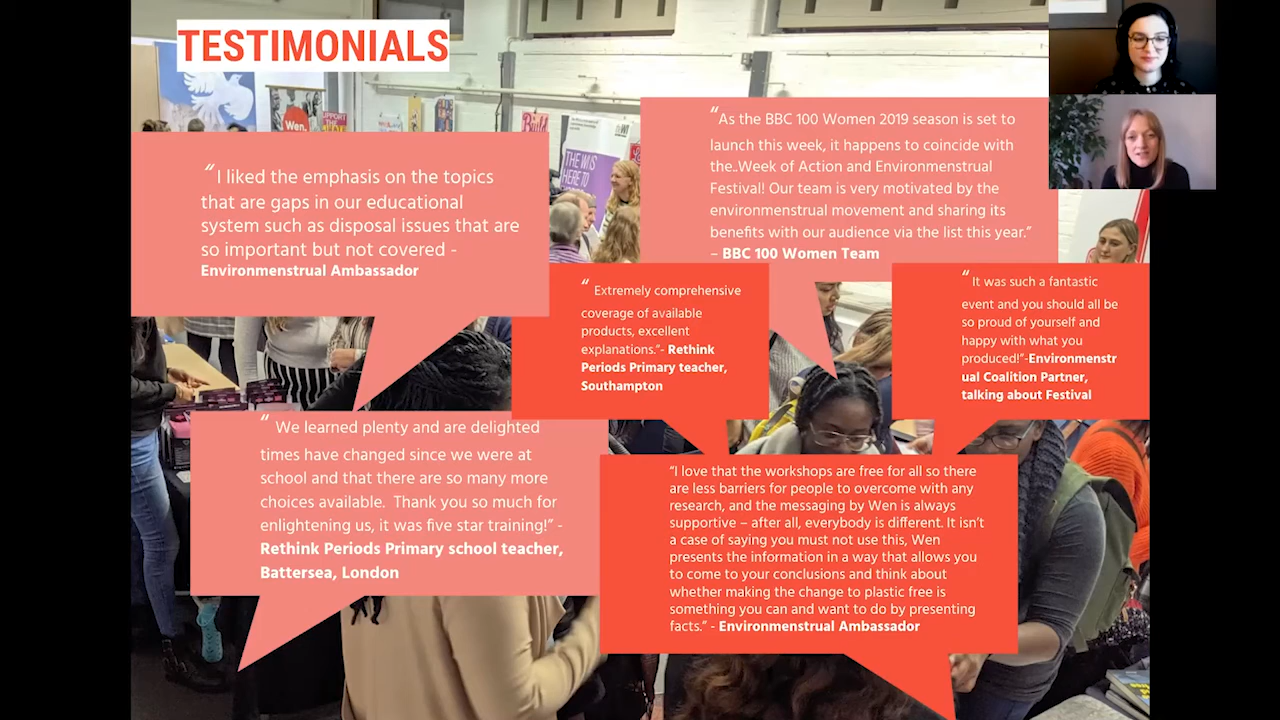 TESTIMONIALS
Wen.
SUPPORT
Build
THE WI IS
HERE TO
“I liked the emphasis on the topics
that are gaps in our educational
system such as disposal issues that are
so important but not covered -
Environmenstrual Ambassador
“As the BBC 100 Women 2019 season is set to
launch this week, it happens to coincide with
the..Week of Action and Environmenstrual
Festival! Our team is very motivated by the
environmenstrual movement and sharing its
benefits with our audience via the list this year.”
– BBC 100 Women Team
“ Extremely comprehensive
coverage of available
products, excellent
explanations.”- Rethink
Periods Primary teacher,
Southampton
“ It was such a fantastic
event and you should all be
so proud of yourself and
happy with what you
produced!”-Environmenstr
ual Coalition Partner,
talking about Festival
“ We learned plenty and are delighted
times have changed since we were at
school and that there are so many more
choices available.  Thank you so much for
enlightening us, it was five star training!” -
Rethink Periods Primary school teacher,
Battersea, London
“I love that the workshops are free for all so there
are less barriers for people to overcome with any
research, and the messaging by Wen is always
supportive – after all, everybody is different. It isn’t
a case of saying you must not use this, Wen
presents the information in a way that allows you
to come to your conclusions and think about
whether making the change to plastic free is
something you can and want to do by presenting
facts.” - Environmenstrual Ambassador